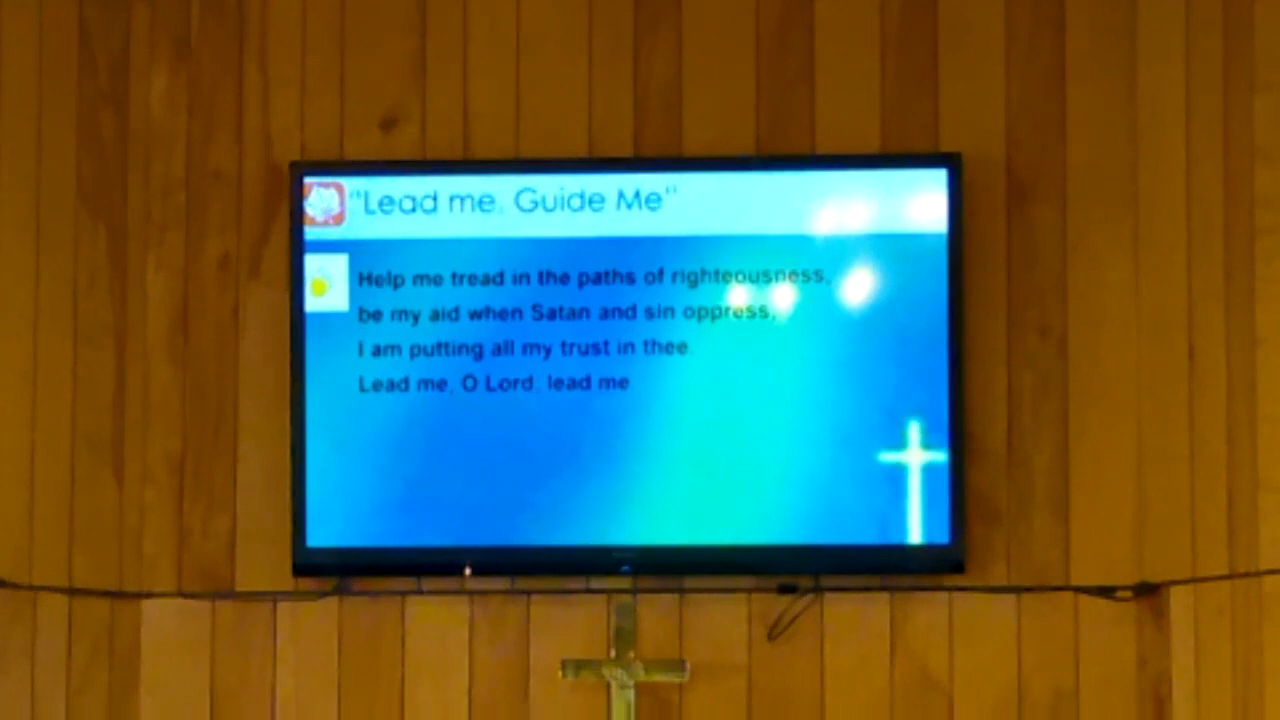 "Lead me, Guide Me"
Help me tread in the paths of righteousness,
be my aid when Satan and sin oppress,
I am putting all my trust in thee.
Lead me, O Lord, lead me